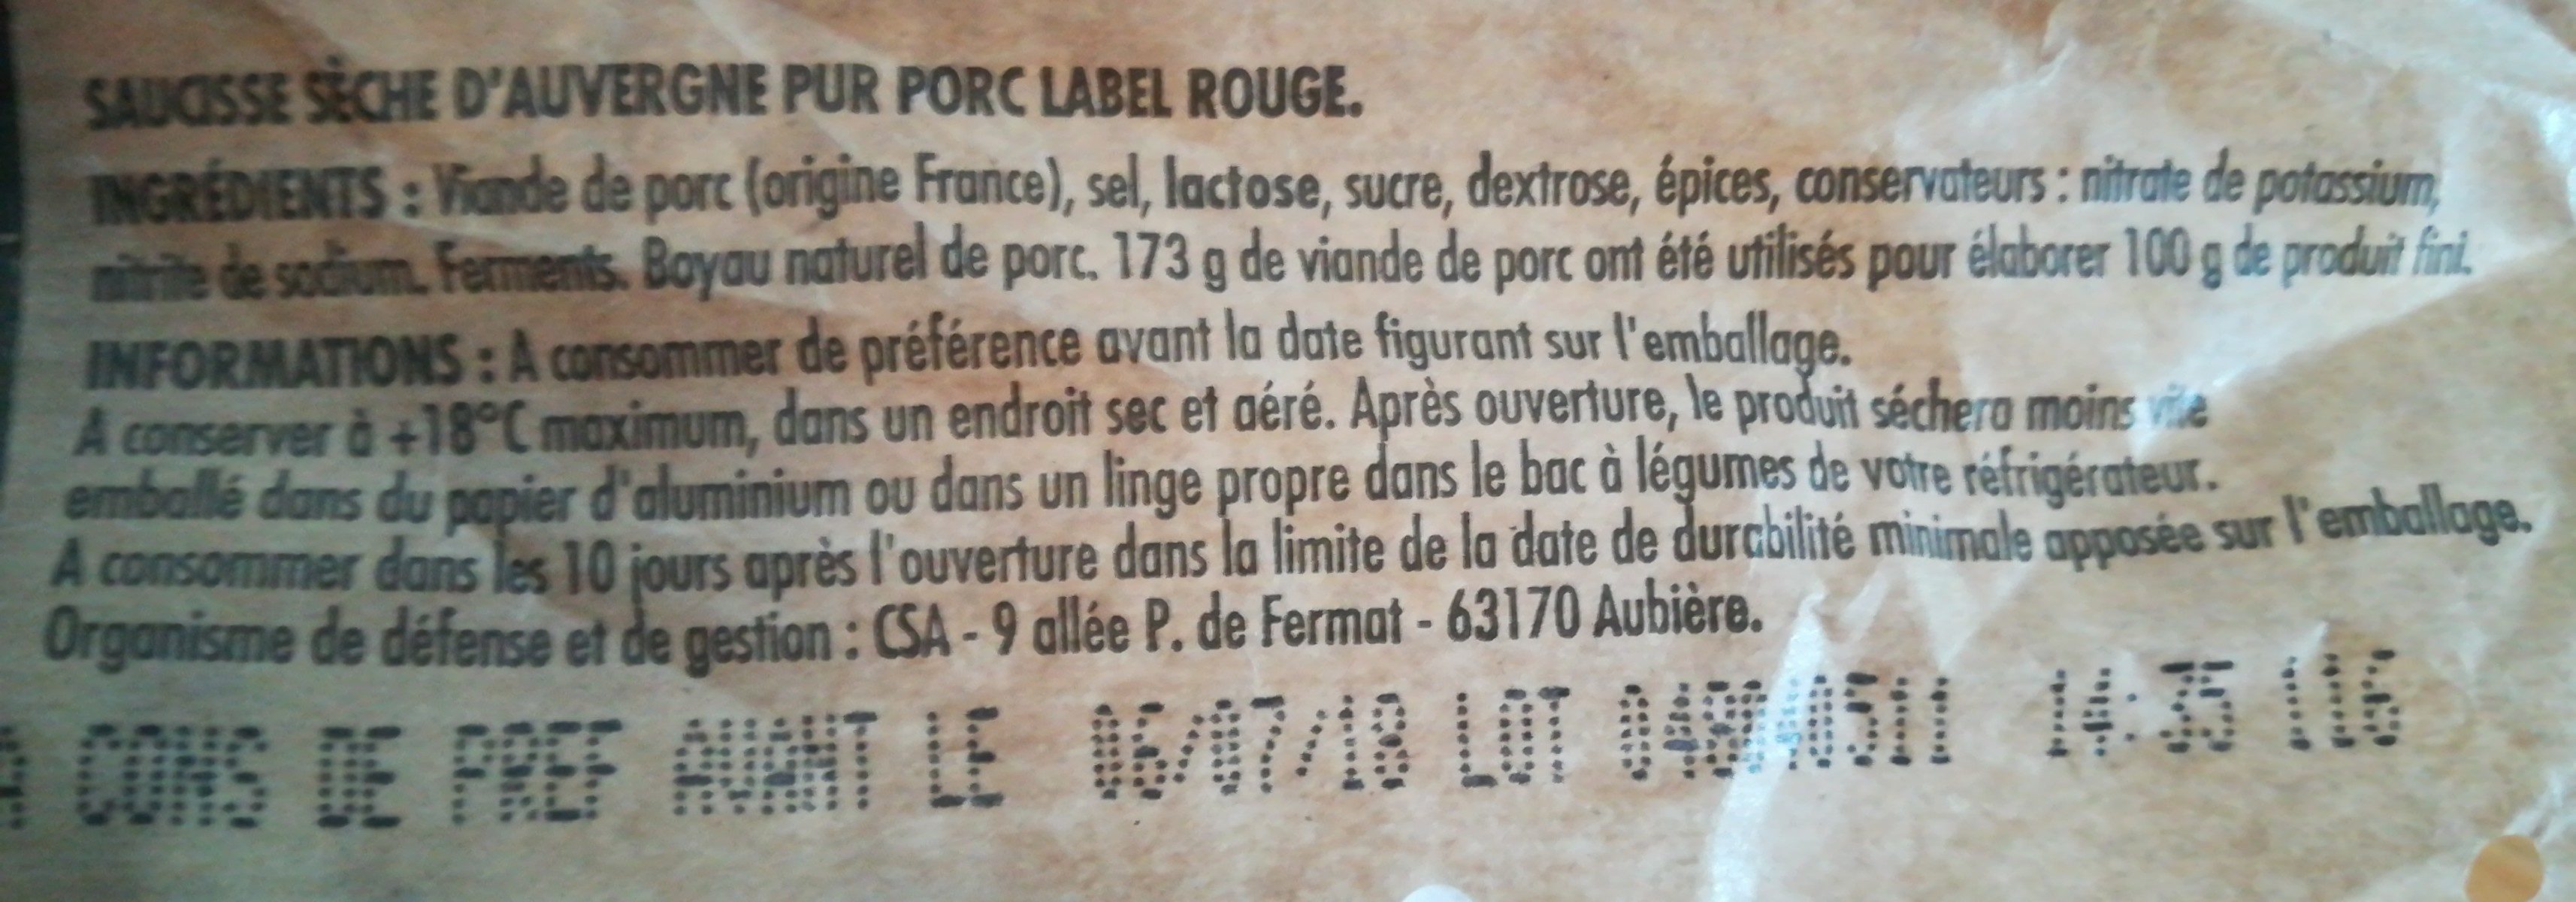 SAUCISSE SÈCHE D'AUVERGNE PUR PORC LABEL ROUGE.
INGRÉDIENTS : Viande de porc (origine France), sel, lactose, sucre, dextrose, épices, conservateurs : nitrate de potassium,
nitrite de sodium. Ferments. Boyau naturel de porc. 173 g de viande de porc ont été utilisés pour élaborer 100 g de produit fini.
INFORMATIONS : A consommer de préférence avant la date figurant sur l'emballage.
A conserver à +18°C maximum, dans un endroit sec et aéré. Après ouverture, le produit séchera moins vite
emballé dans du papier d'aluminium ou dans un linge propre dans le bac à légumes de votre réfrigérateur.
A consommer dans les 10 jours après l'ouverture dans la limite de la date de durabilité minimale apposée sur l'emballage.
Organisme de défense et de gestion : CSA - 9 allée P. de Fermat - 63170 Aubière.
A CONS DE PREF AVANT LE 06/07/18 LOT 14:35 116